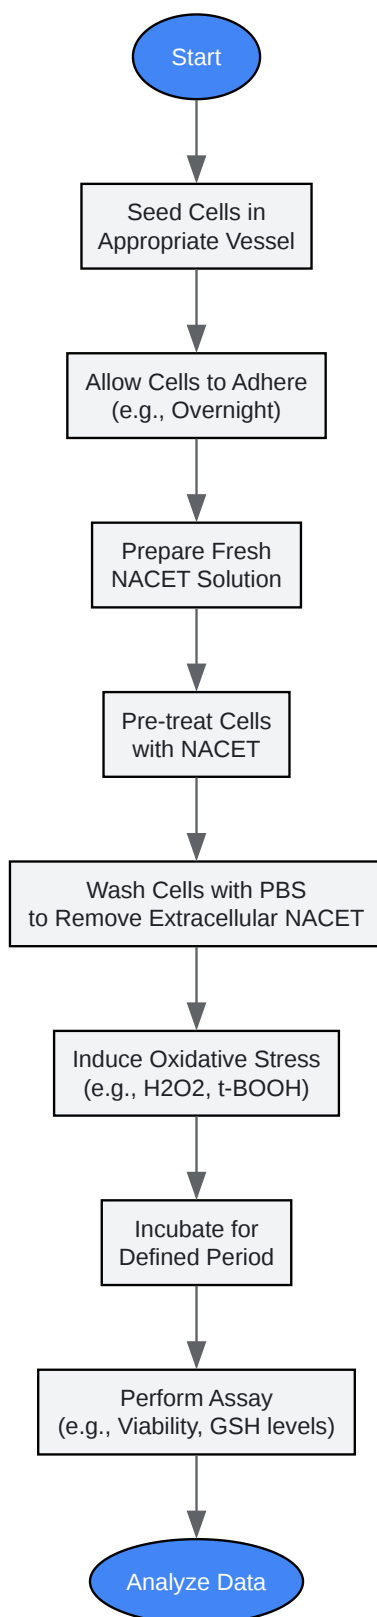 Start
Seed Cells in
Appropriate Vessel
Allow Cells to Adhere
(e.g., Overnight)
Prepare Fresh
NACET Solution
Pre-treat Cells
with NACET
Wash Cells with PBS
to Remove Extracellular NACET
Induce Oxidative Stress
(e.g., H2O2, t-BOOH)
Incubate for
Defined Period
Perform Assay
(e.g., Viability, GSH levels)
Analyze Data